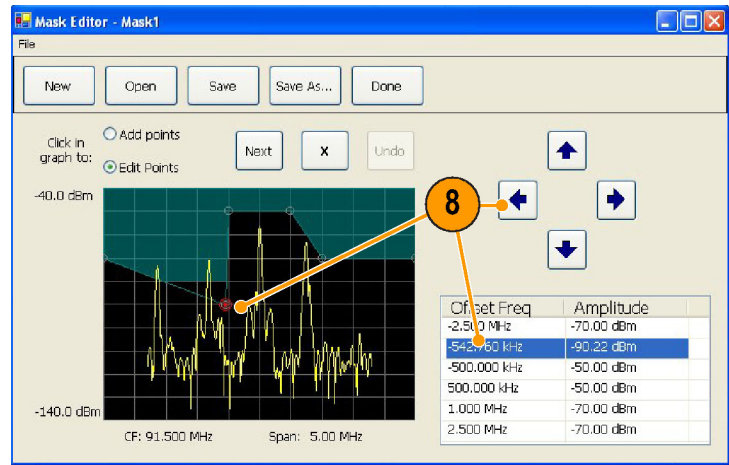 Mask Editor - Mask1
File
New Open Save Save As... Done
Click in graph to:
Add points
Edit Points
Next X Undo
-40.0 dBm
8
-140.0 dBm
CF: 91.500 MHz Span: 5.00 MHz
Offset Freq Amplitude
-2.500 MHz -70.00 dBm
-542.760 kHz -90.22 dBm
-500.000 kHz -50.00 dBm
500.000 kHz -50.00 dBm
1.000 MHz -70.00 dBm
2.500 MHz -70.00 dBm